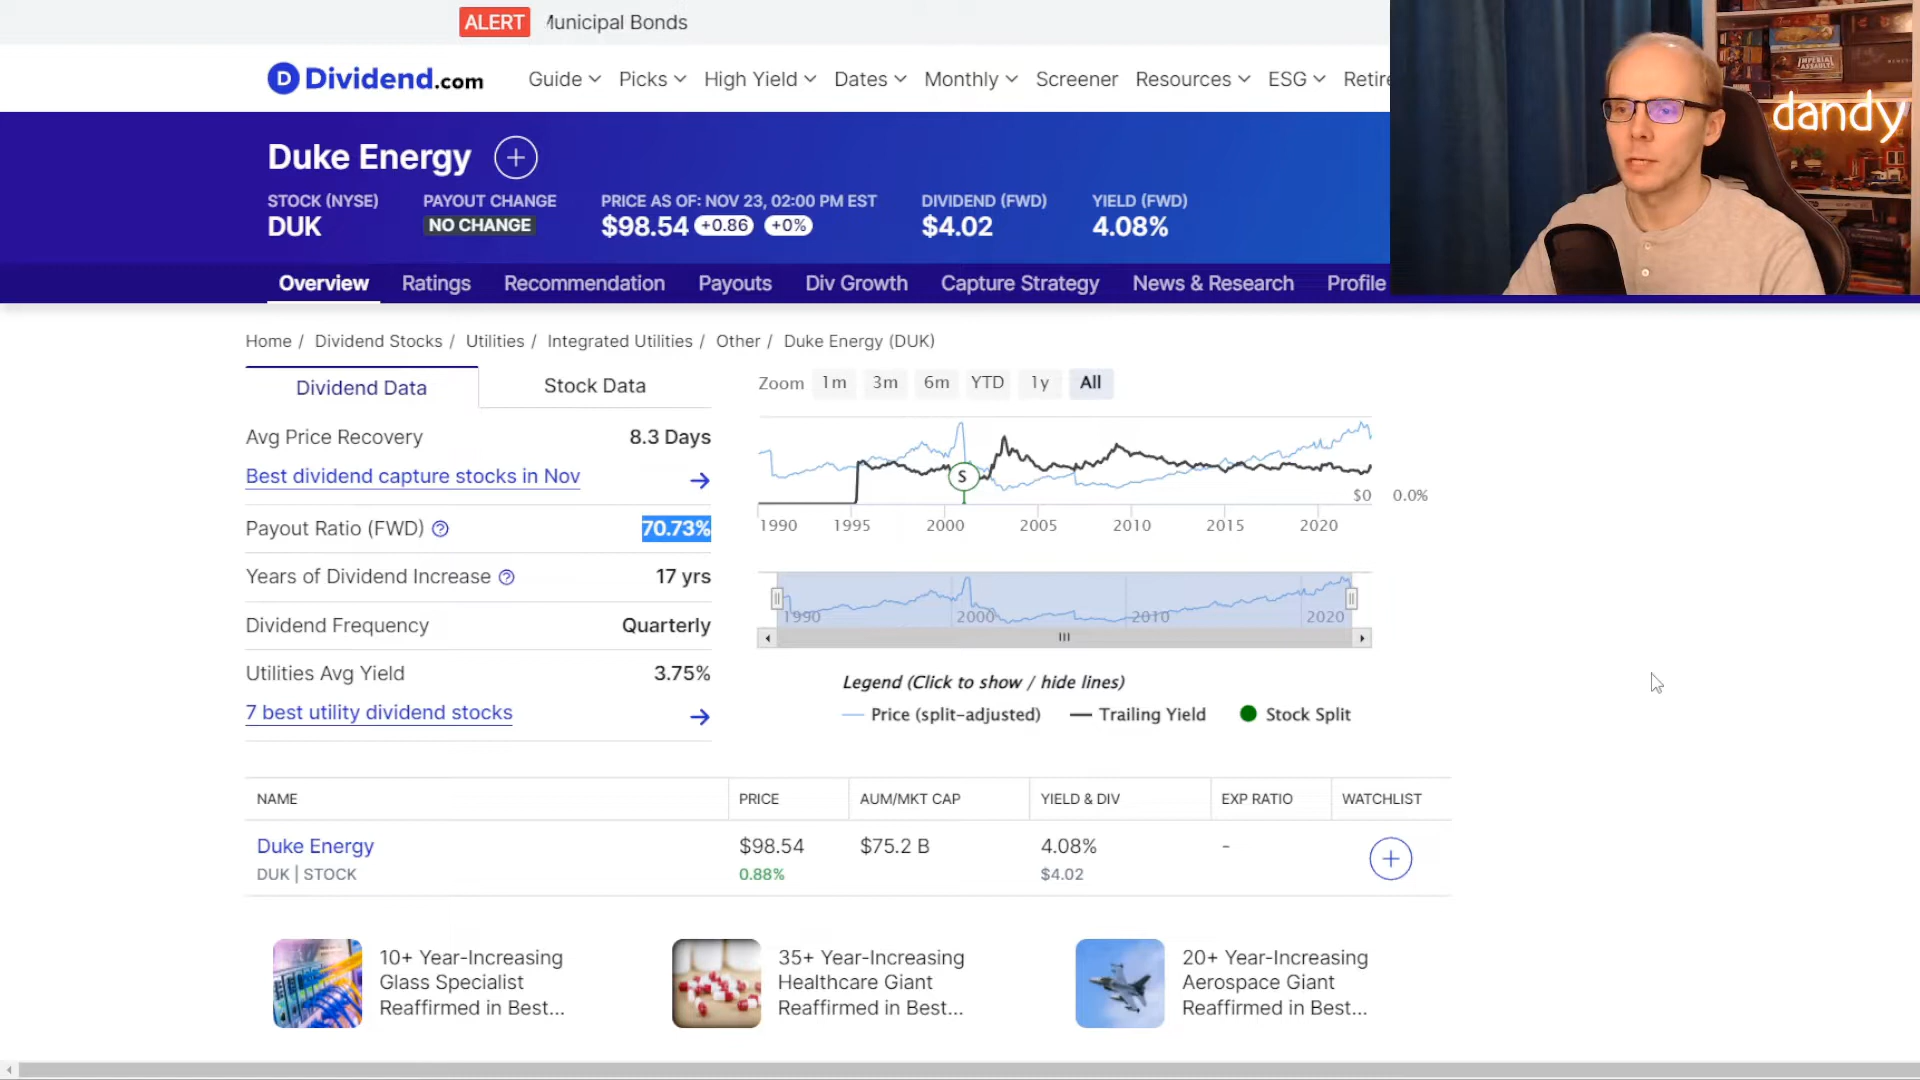 ALERT Municipal Bonds
D Dividend.com Guide Picks High Yield Dates Monthly Screener Resources ESG
dandy
IMPERIAL ASSAULT
Duke Energy
STOCK (NYSE) PAYOUT CHANGE PRICE AS OF: NOV 23, 02:00 PM EST DIVIDEND (FWD) YIELD (FWD)
DUK NO CHANGE $98.54 +0.86 +0% $4.02 4.08%
Overview Ratings Recommendation Payouts Div Growth Capture Strategy News & Research Profile
Home / Dividend Stocks / Utilities / Integrated Utilities / Other / Duke Energy (DUK)
Dividend Data Stock Data
Avg Price Recovery 8.3 Days
Best dividend capture stocks in Nov
Payout Ratio (FWD) ? 70.73%
Years of Dividend Increase ? 17 yrs
Dividend Frequency Quarterly
Utilities Avg Yield 3.75%
7 best utility dividend stocks
Zoom 1m 3m 6m YTD 1y All
S
$0 0.0%
1990 1995 2000 2005 2010 2015 2020
1990 2000 2010 2020
Legend (Click to show / hide lines)
Price (split-adjusted) Trailing Yield Stock Split
NAME PRICE AUM/MKT CAP YIELD & DIV EXP RATIO WATCHLIST
Duke Energy $98.54 $75.2 B 4.08% -
DUK | STOCK 0.88% $4.02
10+ Year-Increasing
Glass Specialist
Reaffirmed in Best...
35+ Year-Increasing
Healthcare Giant
Reaffirmed in Best...
20+ Year-Increasing
Aerospace Giant
Reaffirmed in Best...